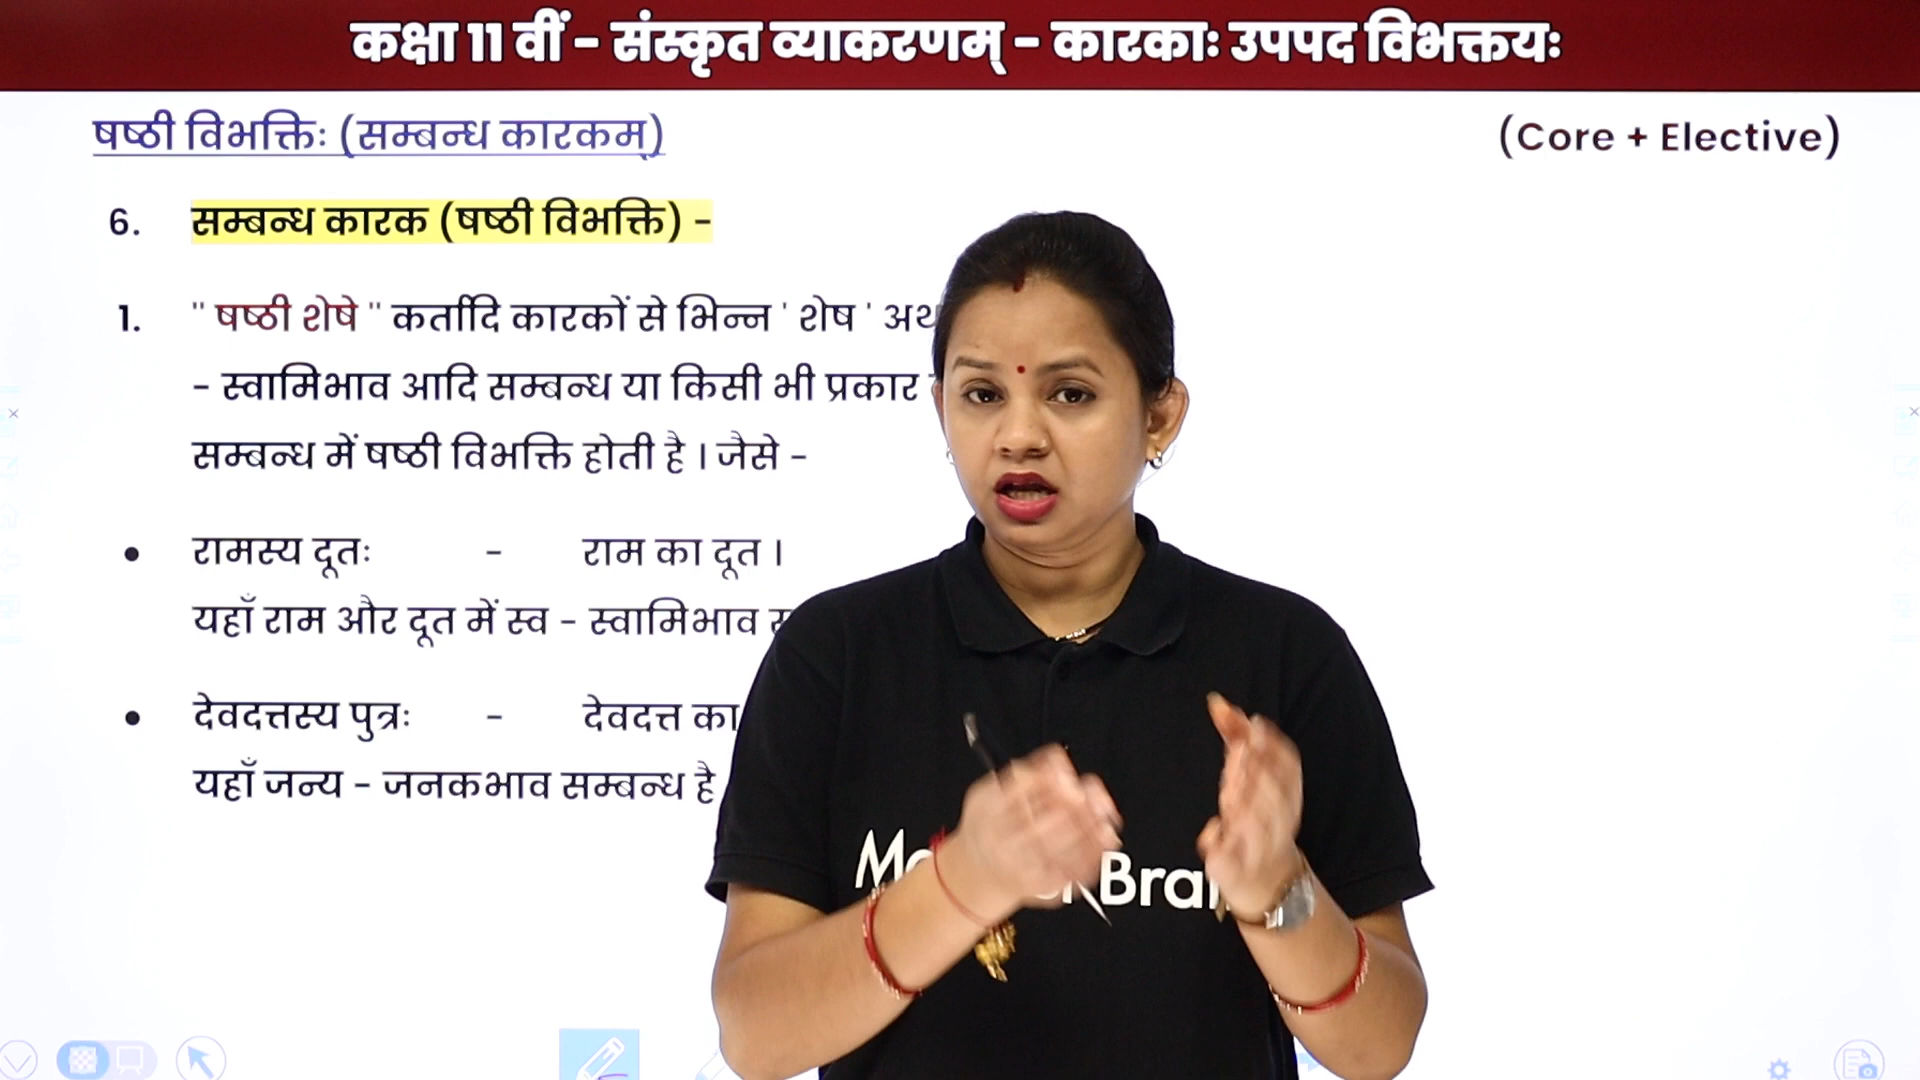 कक्षा 11 वीं - संस्कृत व्याकरणम् - कारकाः उपपद विभक्तयः
षष्ठी विभक्तिः (सम्बन्ध कारकम्)
(Core + Elective)
6. सम्बन्ध कारक (षष्ठी विभक्ति) -
1. " षष्ठी शेषे " कर्तादि कारकों से भिन्न ' शेष '
- स्वामिभाव आदि सम्बन्ध या किसी भी प्रकार
सम्बन्ध में षष्ठी विभक्ति होती है । जैसे -
• रामस्य दूतः - राम का दूत ।
यहाँ राम और दूत में स्व - स्वामिभाव
• देवदत्तस्य पुत्रः - देवदत्त का
यहाँ जन्य - जनकभाव सम्बन्ध है